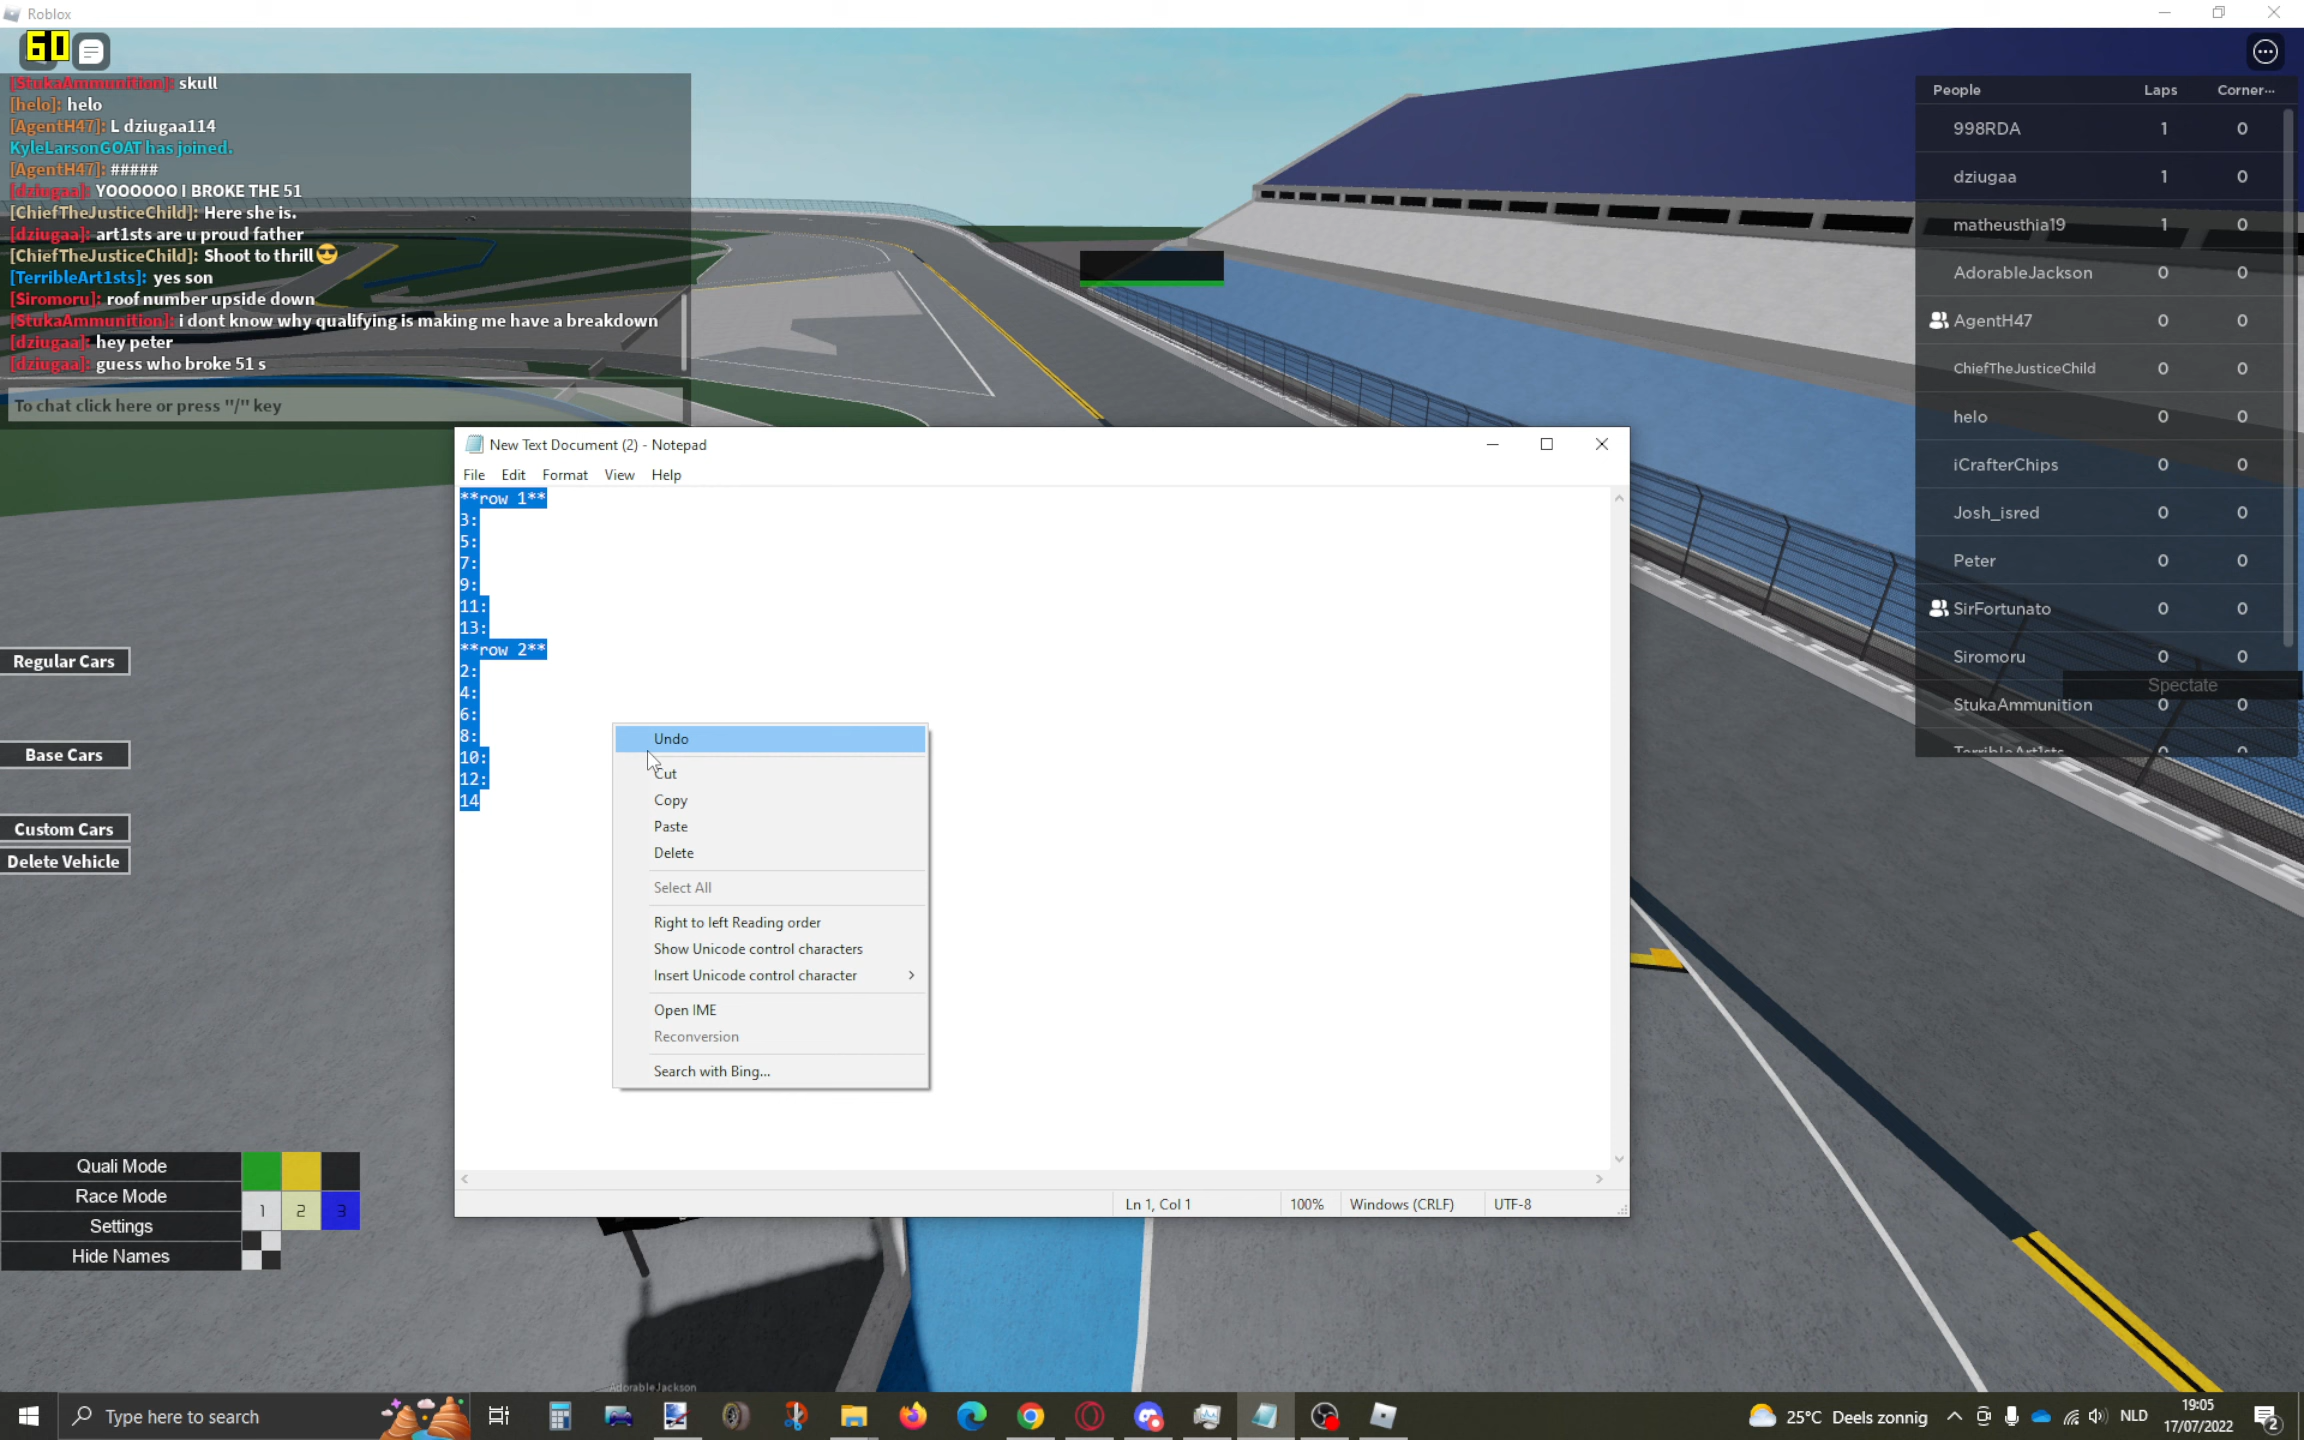 Roblox
60
[StukaAmmunition]: skull
[helo]: helo
[AgentH47]: L dziugaa114
KyleLarsonGOAT has joined.
[AgentH47]: #####
[dziugaa]: YOOOOOO I BROKE THE 51
[ChiefTheJusticeChild]: Here she is.
[dziugaa]: art1sts are u proud father
[ChiefTheJusticeChild]: Shoot to thrill😎
[TerribleArt1sts]: yes son
[Siromoru]: roof number upside down
[StukaAmmunition]: i dont know why qualifying is making me have a breakdown
[dziugaa]: hey peter
[dziugaa]: guess who broke 51 s
To chat click here or press "/" key
People Laps Corner...
998RDA 1 0
dziugaa 1 0
matheusthia19 1 0
AdorableJackson 0 0
AgentH47 0 0
ChiefTheJusticeChild 0 0
helo 0 0
iCrafterChips 0 0
Josh_isred 0 0
Peter 0 0
SirFortunato 0 0
Siromoru 0 0
Spectate
StukaAmmunition 0 0
TerribleArt1sts 0 0
New Text Document (2) - Notepad
File Edit Format View Help
**row 1**
3:
5:
7:
9:
11:
13:
**row 2**
2:
4:
6:
8:
10:
12:
14
Undo
Cut
Copy
Paste
Delete
Select All
Right to left Reading order
Show Unicode control characters
Insert Unicode control character
Open IME
Reconversion
Search with Bing...
Ln 1, Col 1 100% Windows (CRLF) UTF-8
Regular Cars
Base Cars
Custom Cars
Delete Vehicle
Quali Mode
Race Mode
Settings
Hide Names
1 2 3
AdorableJackson
Type here to search
25°C Deels zonnig
NLD
19:05
17/07/2022
2